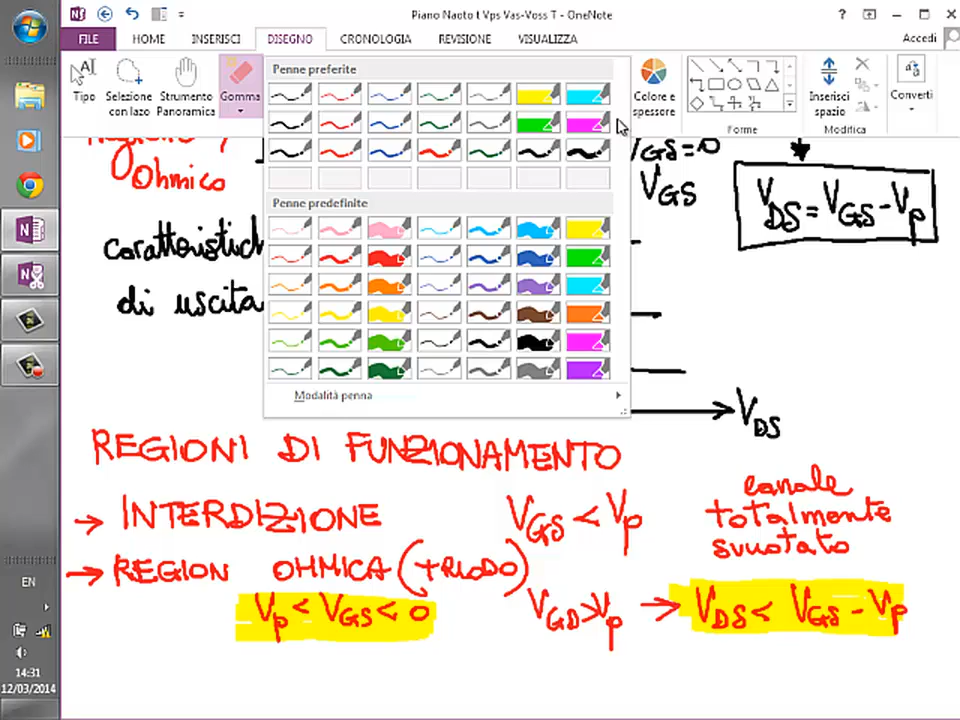 Piano Naoto t Vps Vas-Voss T - OneNote
FILE HOME INSERISCI DISEGNO CRONOLOGIA REVISIONE VISUALIZZA Accedi
Tipo
Selezione con lazo
Strumento Panoramica
Gomma
Colore e spessore
Forme
Inserisci spazio
Modifica
Converti
Penne preferite
Penne predefinite
Modalità penna
Ohmico
VGS=0
VGS
VDS=VGS-Vp
caratteristich
di uscita
VDS
REGIONI DI FUNZIONAMENTO
→ INTERDIZIONE VGS < Vp
canale
totalmente
svuotato
→ REGION OHMICA (TRIODO)
Vp < VGS < 0 VGD>Vp → VDS < VGS - Vp
EN
14:31
12/03/2014